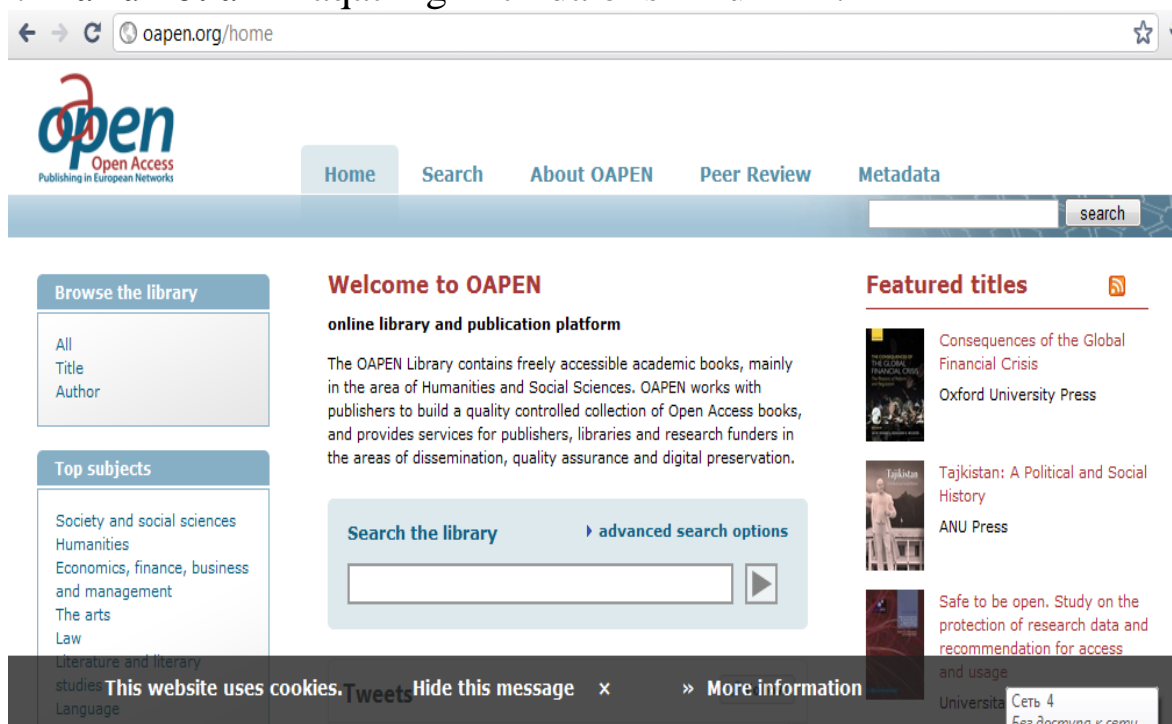 oapen.org/home
open
Open Access
Publishing in European Networks
Home Search About OAPEN Peer Review Metadata
search
Browse the library
All
Title
Author
Top subjects
Society and social sciences
Humanities
Economics, finance, business
and management
The arts
Law
Literature and literary
studies
Language
Welcome to OAPEN
online library and publication platform
The OAPEN Library contains freely accessible academic books, mainly
in the area of Humanities and Social Sciences. OAPEN works with
publishers to build a quality controlled collection of Open Access books,
and provides services for publishers, libraries and research funders in
the areas of dissemination, quality assurance and digital preservation.
Search the library advanced search options
Tweets
Featured titles
Consequences of the Global
Financial Crisis
Oxford University Press
Tajikistan
Tajikistan: A Political and Social
History
ANU Press
Safe to be open. Study on the
protection of research data and
recommendation for access
and usage
Universita
This website uses cookies. Hide this message x » More information
Сеть 4
Без доступа к сети